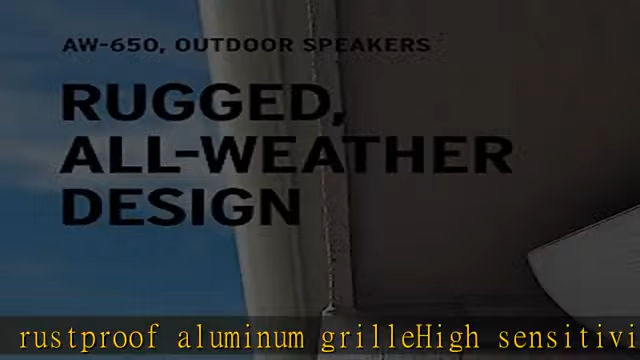 AW-650, OUTDOOR SPEAKERS
RUGGED,
ALL-WEATHER
DESIGN
rustproof aluminum grilleHigh sensitivi